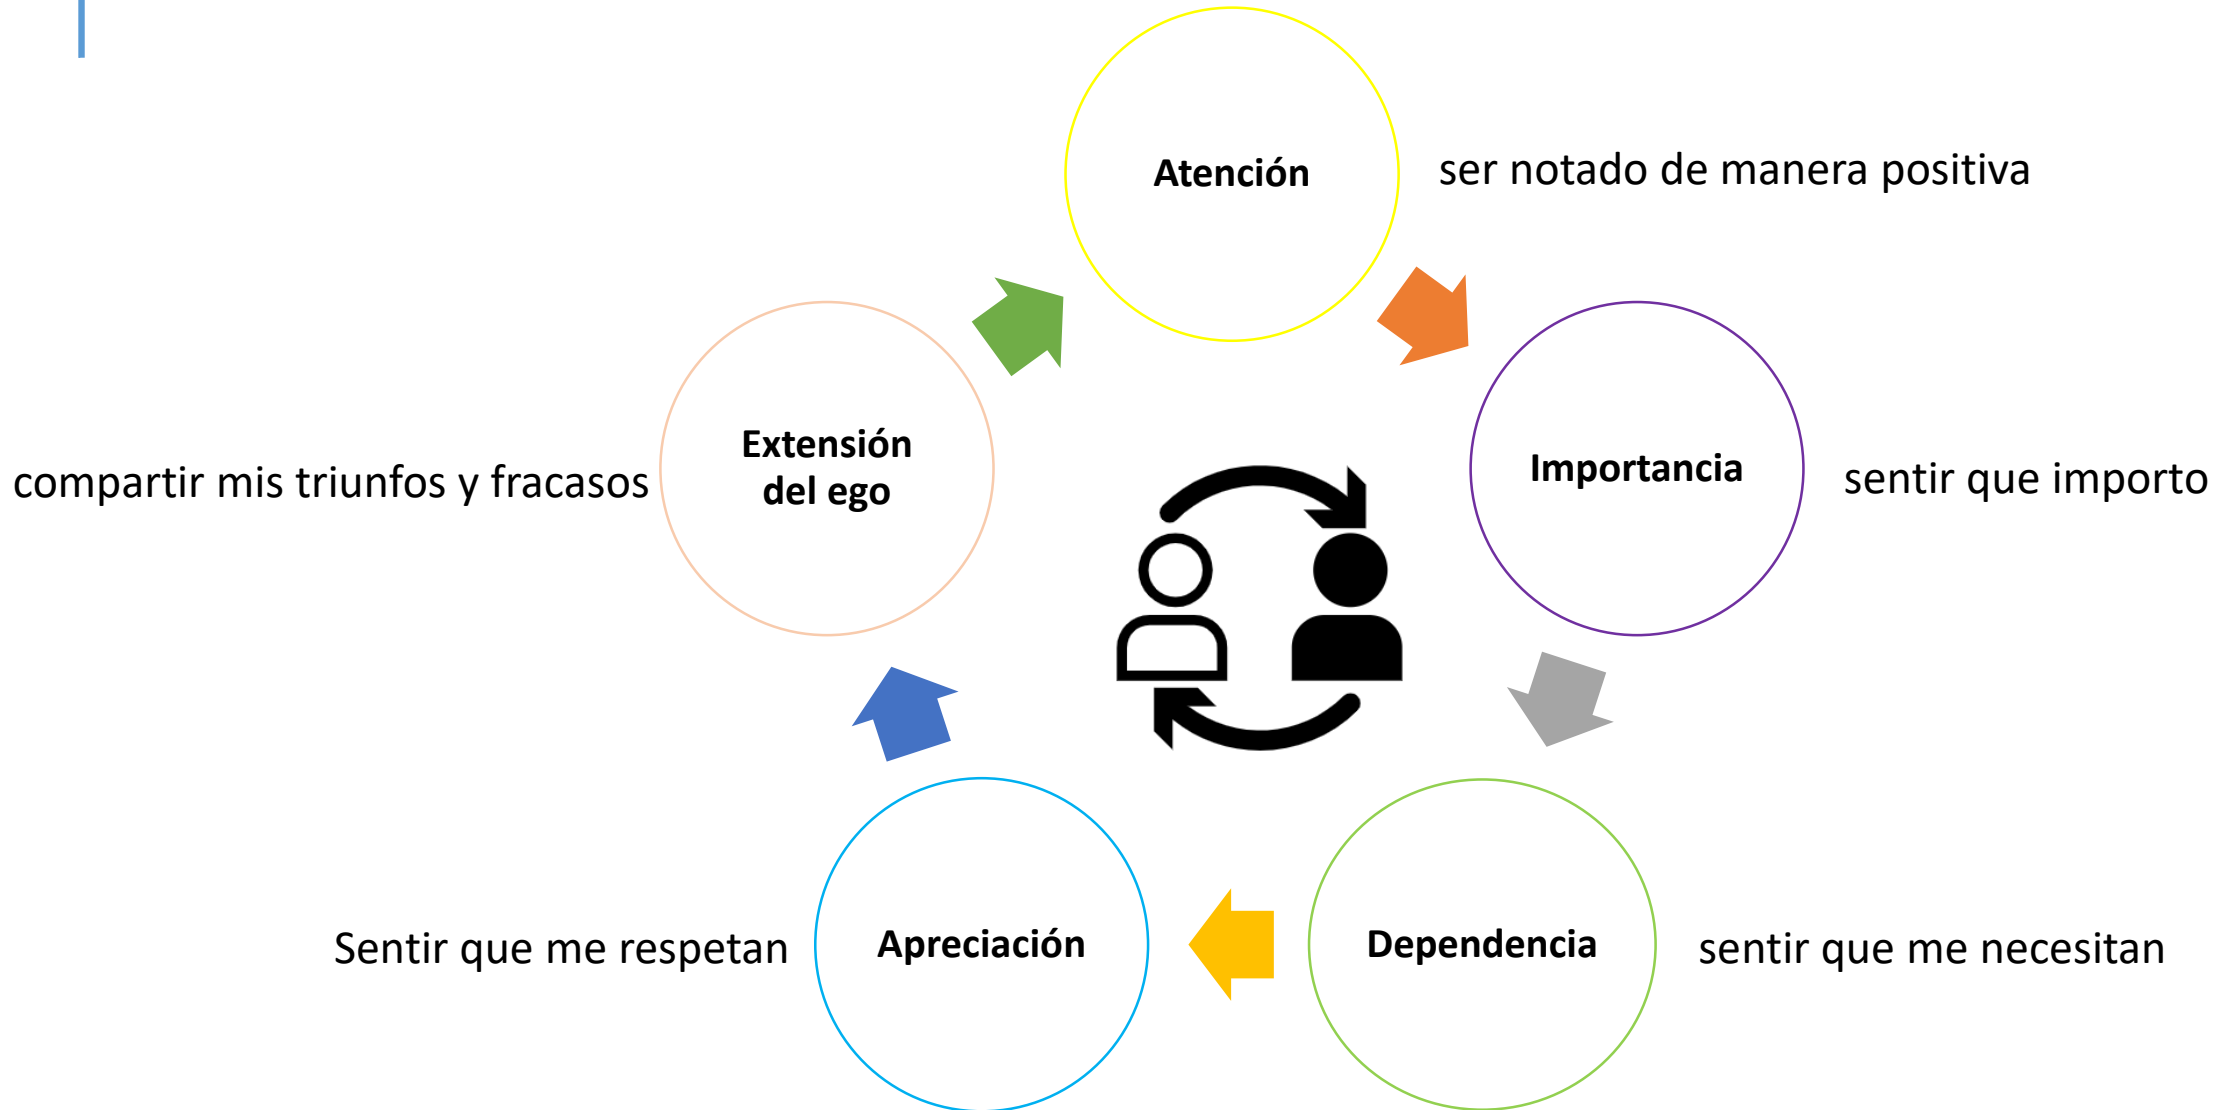 Atención
ser notado de manera positiva
Importancia
sentir que importo
Dependencia
sentir que me necesitan
Apreciación
Sentir que me respetan
Extensión
del ego
compartir mis triunfos y fracasos